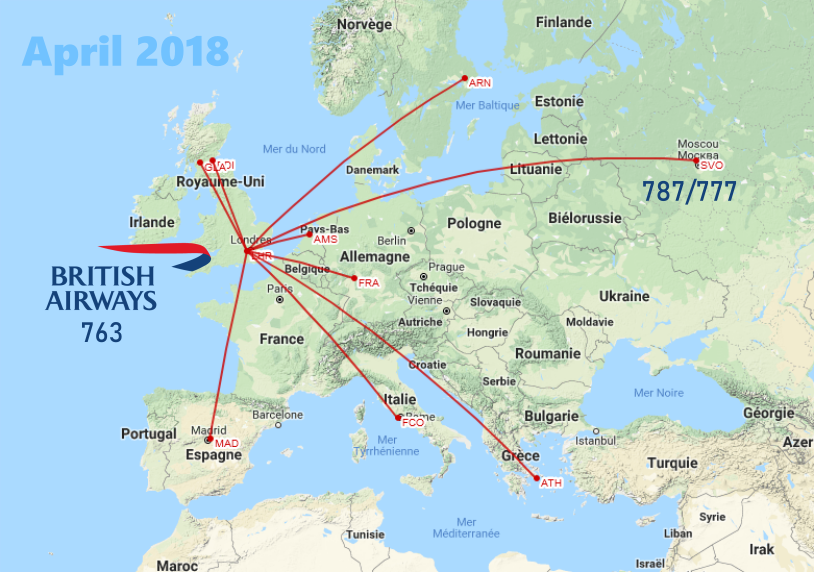 Norvège
Finlande
April 2018
ARN
Mer Baltique
Estonie
Lettonie
Mer du Nord
Moscou
Москва
SVO
GLA
EDI
Danemark
Lituanie
Royaume-Uni
787/777
Irlande
Pays-Bas
Pologne
Biélorussie
Londres
AMS
Berlin
LHR
Allemagne
BRITISH
AIRWAYS
763
Belgique
Prague
FRA
Tchéquie
Paris
Vienne
Slovaquie
Ukraine
Autriche
Moldavie
Hongrie
France
Roumanie
Croatie
Serbie
Mer Noire
Italie
Rome
FCO
Barcelone
Bulgarie
Géorgie
Portugal
Madrid
MAD
Mer
Tyrrhénienne
Istanbul
Azer
Espagne
Grèce
Turquie
ATH
Mer
Méditerranée
Syrie
Tunisie
Liban
Irak
Maroc
Israël